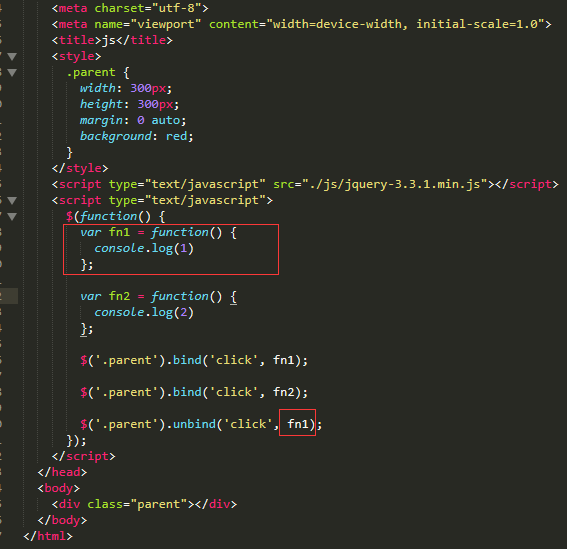 <meta charset="utf-8">
<meta name="viewport" content="width=device-width, initial-scale=1.0">
<title>js</title>
<style>
.parent {
width: 300px;
height: 300px;
margin: 0 auto;
background: red;
}
</style>
<script type="text/javascript" src="./js/jquery-3.3.1.min.js"></script>
<script type="text/javascript">
$(function() {
var fn1 = function() {
console.log(1)
};
var fn2 = function() {
console.log(2)
};
$('.parent').bind('click', fn1);
$('.parent').bind('click', fn2);
$('.parent').unbind('click', fn1);
});
</script>
</head>
<body>
<div class="parent"></div>
</body>
</html>